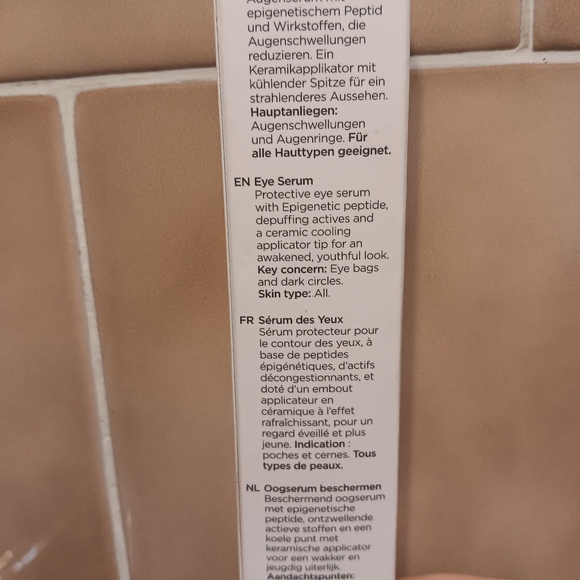 Augenserum mit
epigenetischem Peptid
und Wirkstoffen, die
Augenschwellungen
reduzieren. Ein
Keramikapplikator mit
kühlender Spitze für ein
strahlenderes Aussehen.
Hauptanliegen:
Augenschwellungen
und Augenringe. Für
alle Hauttypen geeignet.
EN Eye Serum
Protective eye serum
with Epigenetic peptide,
depuffing actives and
a ceramic cooling
applicator tip for an
awakened, youthful look.
Key concern: Eye bags
and dark circles.
Skin type: All.
FR Sérum des Yeux
Sérum protecteur pour
le contour des yeux, à
base de peptides
épigénétiques, d'actifs
décongestionnants, et
doté d'un embout
applicateur en
céramique à l'effet
rafraîchissant, pour un
regard éveillé et plus
jeune. Indication :
poches et cernes. Tous
types de peaux.
NL Oogserum beschermen
Beschermend oogserum
met epigenetische
peptide, ontzwellende
actieve stoffen en een
koele punt met
keramische applicator
voor een wakker en
jeugdig uiterlijk.
Aandachtspunten: